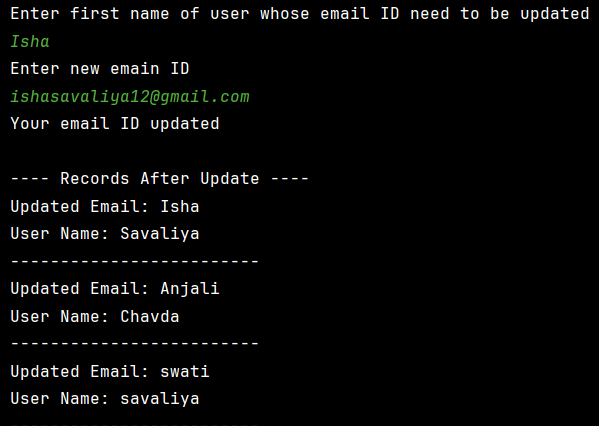 Enter first name of user whose email ID need to be updated
Isha
Enter new emain ID
ishasavaliya12@gmail.com
Your email ID updated
---- Records After Update ----
Updated Email: Isha
User Name: Savaliya
-------------------------
Updated Email: Anjali
User Name: Chavda
-------------------------
Updated Email: swati
User Name: savaliya
-------------------------